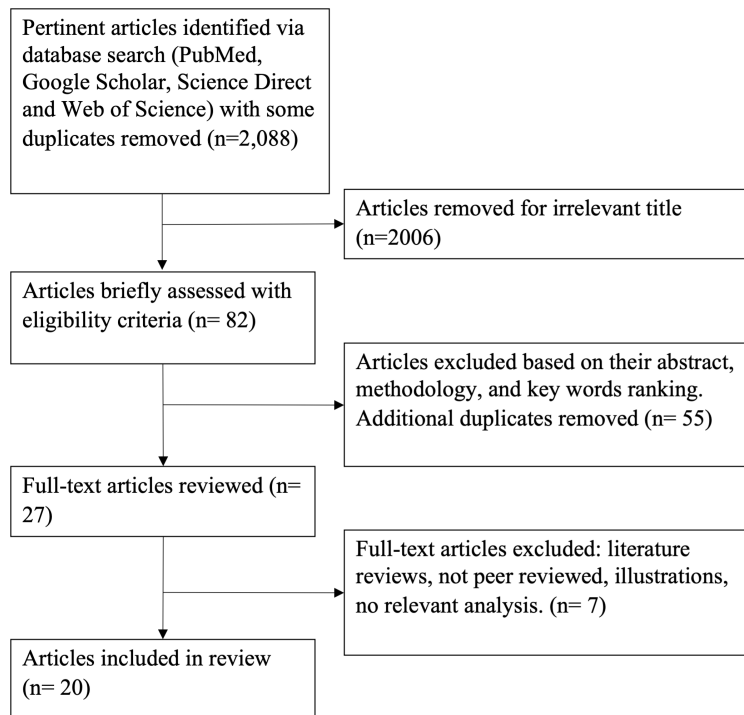 Pertinent articles identified via
database search (PubMed,
Google Scholar, Science Direct
and Web of Science) with some
duplicates removed (n=2,088)
Articles removed for irrelevant title
(n=2006)
Articles briefly assessed with
eligibility criteria (n= 82)
Articles excluded based on their abstract,
methodology, and key words ranking.
Additional duplicates removed (n= 55)
Full-text articles reviewed (n=
27)
Full-text articles excluded: literature
reviews, not peer reviewed, illustrations,
no relevant analysis. (n= 7)
Articles included in review
(n= 20)